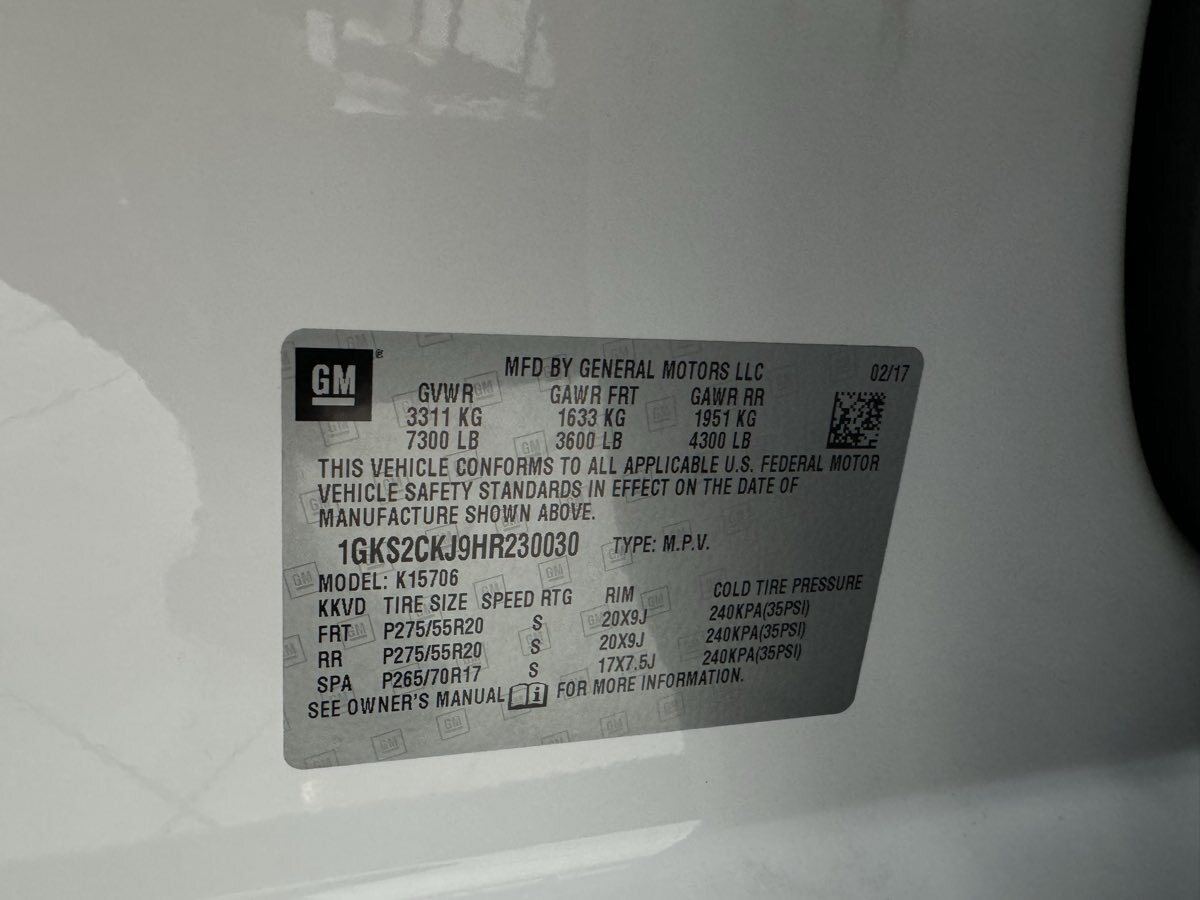 GM®
MFD BY GENERAL MOTORS LLC 02/17
GVWR GAWR FRT GAWR RR
3311 KG 1633 KG 1951 KG
7300 LB 3600 LB 4300 LB
THIS VEHICLE CONFORMS TO ALL APPLICABLE U.S. FEDERAL MOTOR
VEHICLE SAFETY STANDARDS IN EFFECT ON THE DATE OF
MANUFACTURE SHOWN ABOVE.
1GKS2CKJ9HR230030 TYPE: M.P.V.
MODEL: K15706
KKVD TIRE SIZE SPEED RTG RIM COLD TIRE PRESSURE
FRT P275/55R20 S 20X9J 240KPA(35PSI)
RR P275/55R20 S 20X9J 240KPA(35PSI)
SPA P265/70R17 S 17X7.5J 240KPA(35PSI)
SEE OWNER'S MANUAL i FOR MORE INFORMATION.